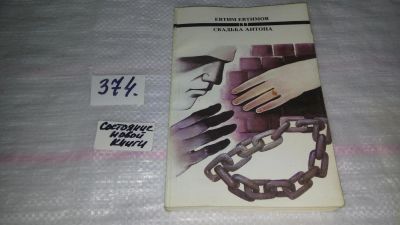 ЕВТИМ ЕВТИМОВ
СВАДЬБА АНТОНА
374.
Состояние
новой
книги